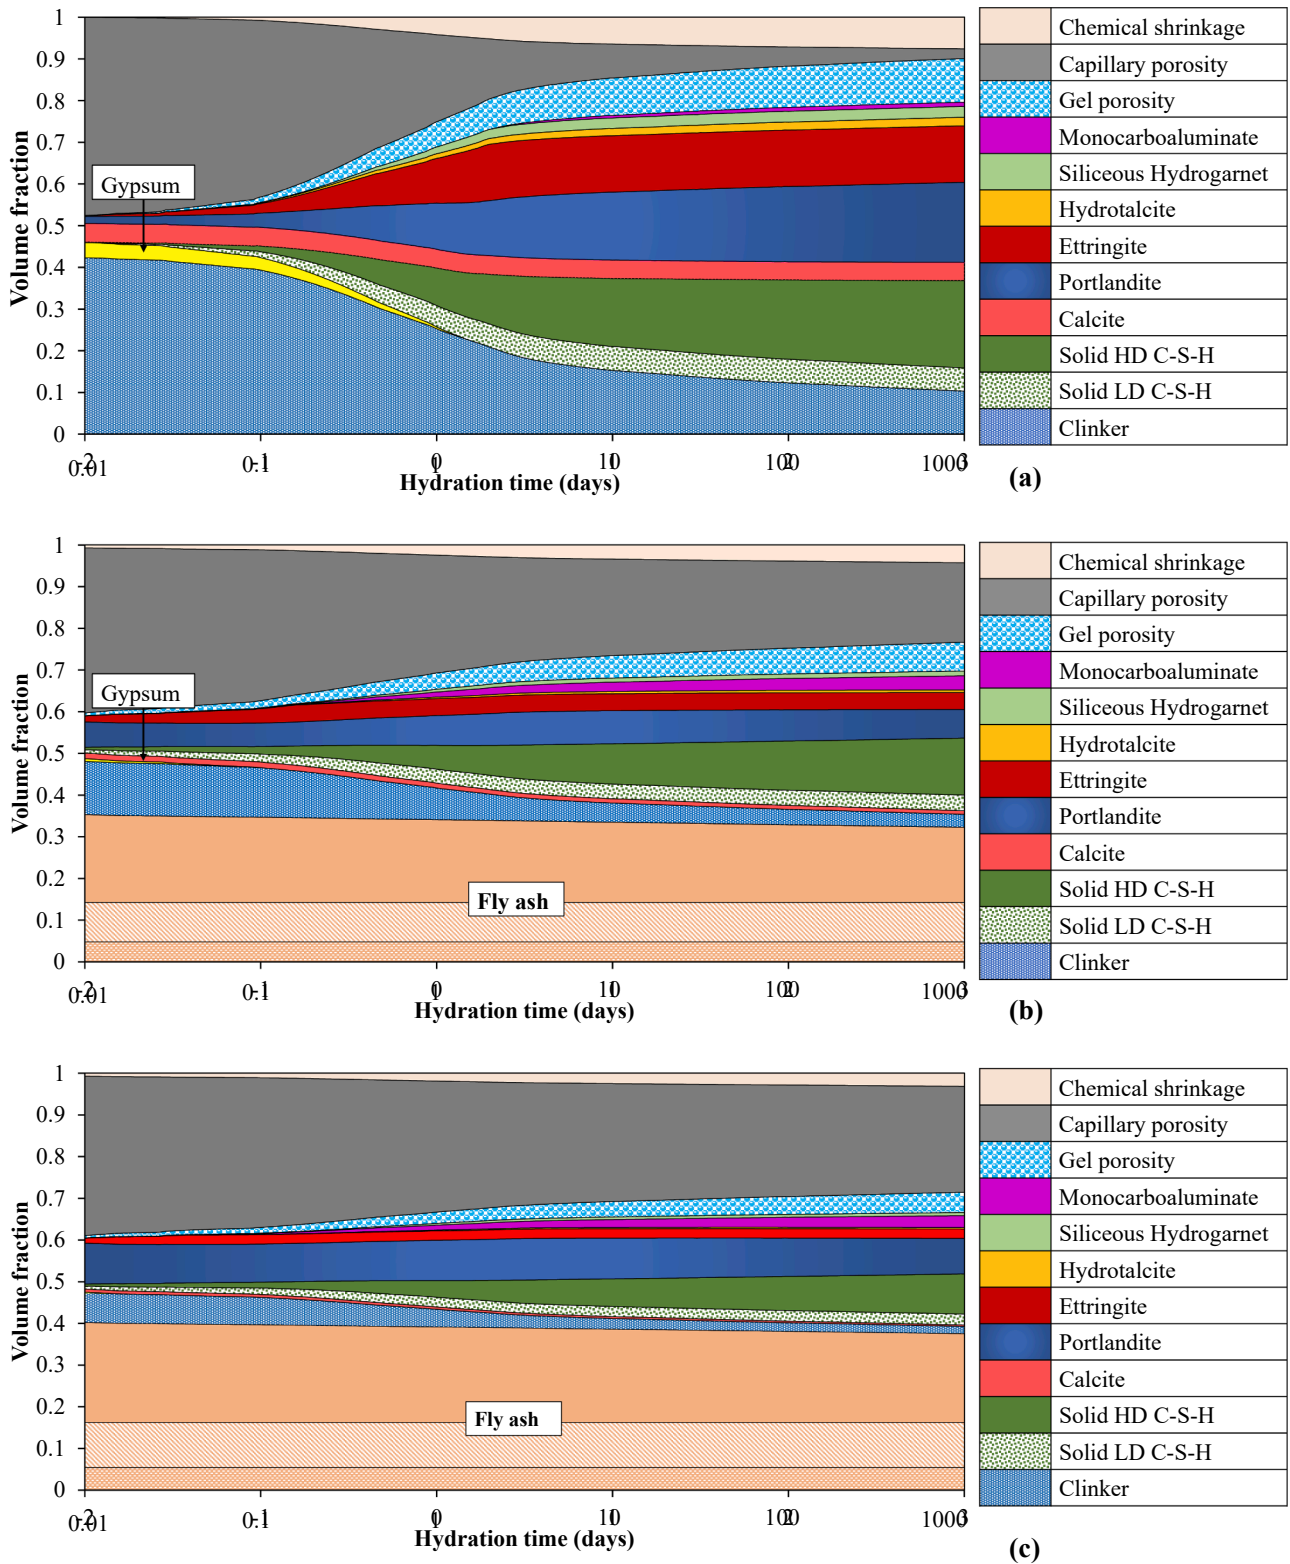 1
0.9
0.8
0.7
0.6
0.5
0.4
0.3
0.2
0.1
0
Volume fraction
Gypsum
0.01
0.1
1
10
100
1000
Hydration time (days)
Chemical shrinkage
Capillary porosity
Gel porosity
Monocarboaluminate
Siliceous Hydrogarnet
Hydrotalcite
Ettringite
Portlandite
Calcite
Solid HD C-S-H
Solid LD C-S-H
Clinker
(a)
1
0.9
0.8
0.7
0.6
0.5
0.4
0.3
0.2
0.1
0
Volume fraction
Gypsum
Fly ash
0.01
0.1
1
10
100
1000
Hydration time (days)
Chemical shrinkage
Capillary porosity
Gel porosity
Monocarboaluminate
Siliceous Hydrogarnet
Hydrotalcite
Ettringite
Portlandite
Calcite
Solid HD C-S-H
Solid LD C-S-H
Clinker
(b)
1
0.9
0.8
0.7
0.6
0.5
0.4
0.3
0.2
0.1
0
Volume fraction
Fly ash
0.01
0.1
1
10
100
1000
Hydration time (days)
Chemical shrinkage
Capillary porosity
Gel porosity
Monocarboaluminate
Siliceous Hydrogarnet
Hydrotalcite
Ettringite
Portlandite
Calcite
Solid HD C-S-H
Solid LD C-S-H
Clinker
(c)